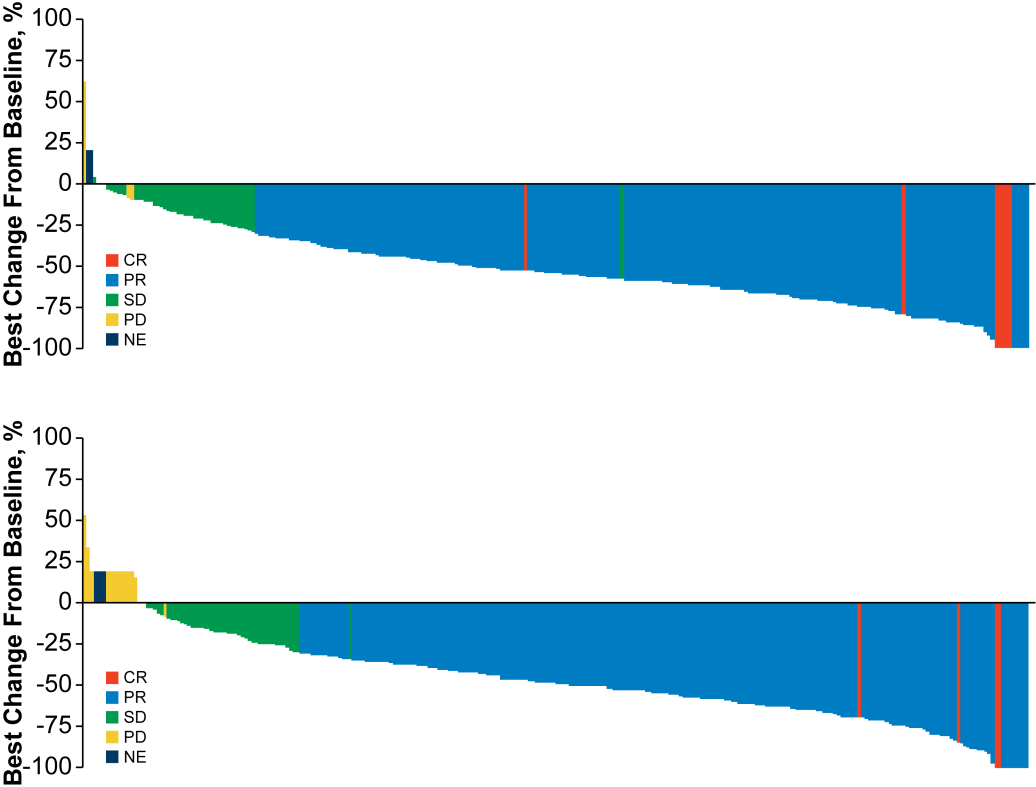 Best Change From Baseline, %
100
75
50
25
0
-25
-50
-75
-100
CR
PR
SD
PD
NE
Best Change From Baseline, %
100
75
50
25
0
-25
-50
-75
-100
CR
PR
SD
PD
NE